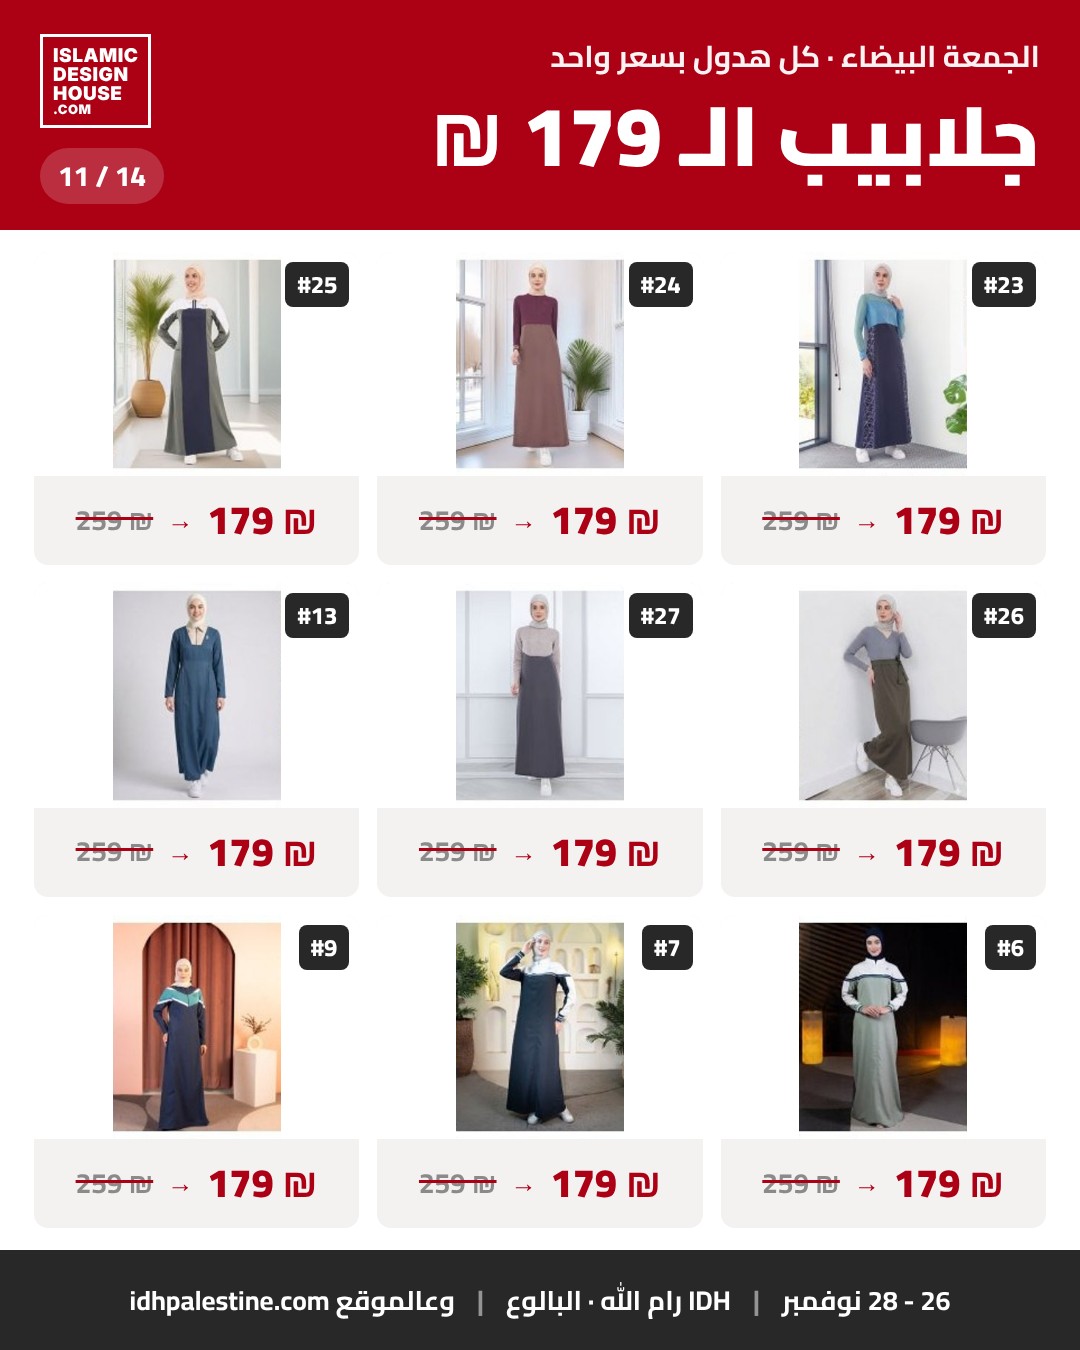 ISLAMIC
DESIGN
HOUSE
.COM
الجمعة البيضاء · كل هدول بسعر واحد
جلابيب الـ 179 ₪
11 / 14
#23
#24
#25
259 ₪ → 179 ₪
259 ₪ → 179 ₪
259 ₪ → 179 ₪
#26
#27
#13
259 ₪ → 179 ₪
259 ₪ → 179 ₪
259 ₪ → 179 ₪
#6
#7
#9
259 ₪ → 179 ₪
259 ₪ → 179 ₪
259 ₪ → 179 ₪
26 - 28 نوفمبر | IDH رام الله · البالوع | وعالموقع idhpalestine.com